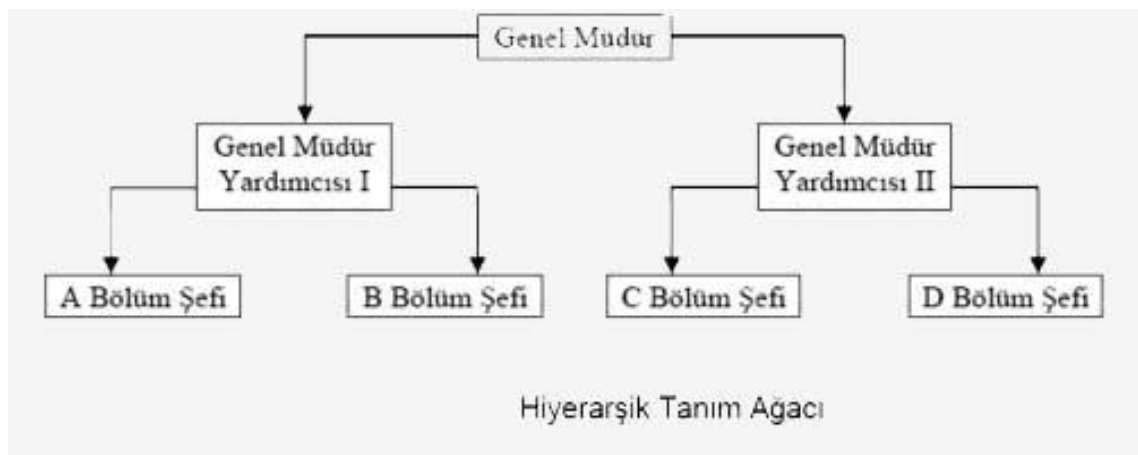 Genel Müdür
Genel Müdür
Yardımcısı I
Genel Müdür
Yardımcısı II
A Bölüm Şefi
B Bölüm Şefi
C Bölüm Şefi
D Bölüm Şefi
Hiyerarşik Tanım Ağacı